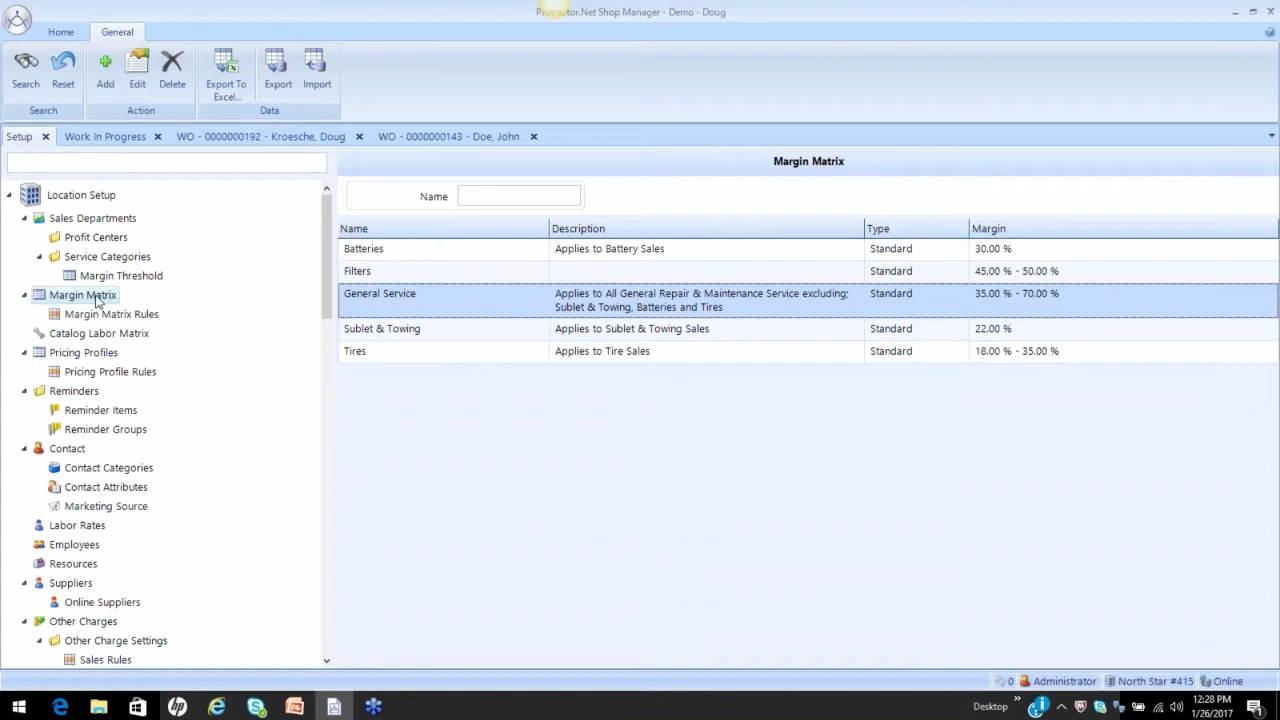 Protractor.Net Shop Manager - Demo - Doug
Home General
Search Reset Add Edit Delete Export To Excel... Export Import
Search Action Data
Setup Work In Progress WO - 0000000192 - Kroesche, Doug WO - 0000000143 - Doe, John
Margin Matrix
Location Setup
Sales Departments
Profit Centers
Service Categories
Margin Threshold
Margin Matrix
Margin Matrix Rules
Catalog Labor Matrix
Pricing Profiles
Pricing Profile Rules
Reminders
Reminder Items
Reminder Groups
Contact
Contact Categories
Contact Attributes
Marketing Source
Labor Rates
Employees
Resources
Suppliers
Online Suppliers
Other Charges
Other Charge Settings
Sales Rules
Name
Name Description Type Margin
Batteries Applies to Battery Sales Standard 30.00 %
Filters Standard 45.00 % - 50.00 %
General Service Applies to All General Repair & Maintenance Service excluding; Standard 35.00 % - 70.00 %
Sublet & Towing, Batteries and Tires
Sublet & Towing Applies to Sublet & Towing Sales Standard 22.00 %
Tires Applies to Tire Sales Standard 18.00 % - 35.00 %
0 Administrator North Star #415 Online
Desktop 12:28 PM
1/26/2017